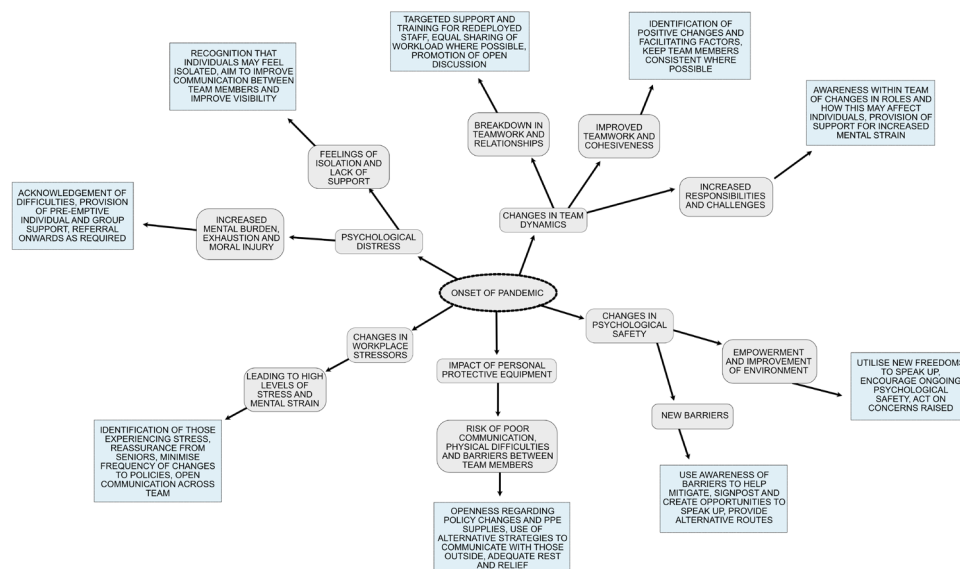 TARGETED SUPPORT AND
TRAINING FOR REDEPLOYED
STAFF, EQUAL SHARING OF
WORKLOAD WHERE POSSIBLE,
PROMOTION OF OPEN
DISCUSSION
IDENTIFICATION OF
POSITIVE CHANGES AND
FACILITATING FACTORS,
KEEP TEAM MEMBERS
CONSISTENT WHERE
POSSIBLE
RECOGNITION THAT
INDIVIDUALS MAY FEEL
ISOLATED, AIM TO IMPROVE
COMMUNICATION BETWEEN
TEAM MEMBERS AND
IMPROVE VISIBILITY
AWARENESS WITHIN TEAM
OF CHANGES IN ROLES AND
HOW THIS MAY AFFECT
INDIVIDUALS, PROVISION OF
SUPPORT FOR INCREASED
MENTAL STRAIN
BREAKDOWN IN
TEAMWORK AND
RELATIONSHIPS
IMPROVED
TEAMWORK AND
COHESIVENESS
FEELINGS OF
ISOLATION AND
LACK OF
SUPPORT
INCREASED
RESPONSIBILITIES
AND CHALLENGES
ACKNOWLEDGEMENT OF
DIFFICULTIES, PROVISION
OF PRE-EMPTIVE
INDIVIDUAL AND GROUP
SUPPORT, REFERRAL
ONWARDS AS REQUIRED
INCREASED
MENTAL BURDEN,
EXHAUSTION AND
MORAL INJURY
PSYCHOLOGICAL
DISTRESS
CHANGES IN TEAM
DYNAMICS
ONSET OF PANDEMIC
CHANGES IN
PSYCHOLOGICAL
SAFETY
CHANGES IN
WORKPLACE
STRESSORS
IMPACT OF PERSONAL
PROTECTIVE EQUIPMENT
EMPOWERMENT AND
IMPROVEMENT OF
OF ENVIRONMENT
UTILISE NEW FREEDOMS
TO SPEAK UP,
ENCOURAGE ONGOING
PSYCHOLOGICAL
SAFETY, ACT ON
CONCERNS RAISED
LEADING TO HIGH
LEVELS OF
STRESS AND
MENTAL STRAIN
NEW BARRIERS
IDENTIFICATION OF THOSE
EXPERIENCING STRESS,
REASSURANCE FROM
SENIORS, MINIMISE
FREQUENCY OF CHANGES
TO POLICIES, OPEN
COMMUNICATION ACROSS
TEAM
RISK OF POOR
COMMUNICATION,
PHYSICAL DIFFICULTIES
AND BARRIERS BETWEEN
TEAM MEMBERS
USE AWARENESS OF
BARRIERS TO HELP
MITIGATE, SIGNPOST AND
CREATE OPPORTUNITIES TO
SPEAK UP, PROVIDE
ALTERNATIVE ROUTES
OPENNESS REGARDING
POLICY CHANGES AND PPE
SUPPLIES, USE OF
ALTERNATIVE STRATEGIES TO
COMMUNICATE WITH THOSE
OUTSIDE, ADEQUATE REST
AND RELIEF